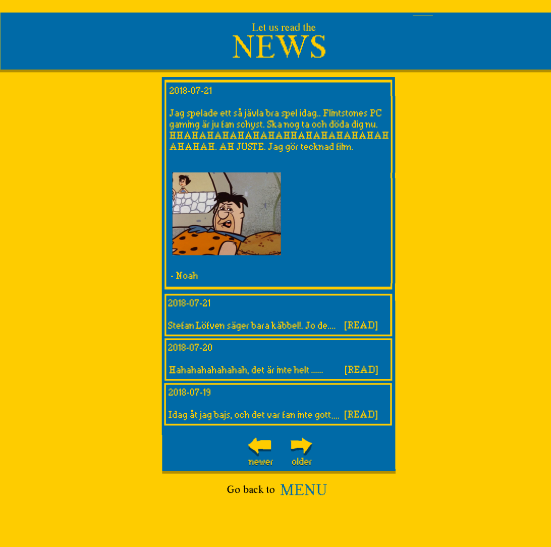 Let us read the
NEWS
2018-07-21
Jag spelade ett så jävla bra spel idag.. Flintstones PC
gaming är ju fan schyst. Ska nog ta och döda dig nu.
HHAHAHAHAHAHAHAHHAHAHAHAHAHAH
AHAHAH. AH JUSTE. Jag gör tecknad film.
- Noah
2018-07-21
Stefan Löfven säger bara käbbel!. Jo de.... [READ]
2018-07-20
Hahahahahahahah, det är inte helt ...... [READ]
2018-07-19
Idag åt jag bajs, och det var fan inte gott.... [READ]
newer older
Go back to MENU